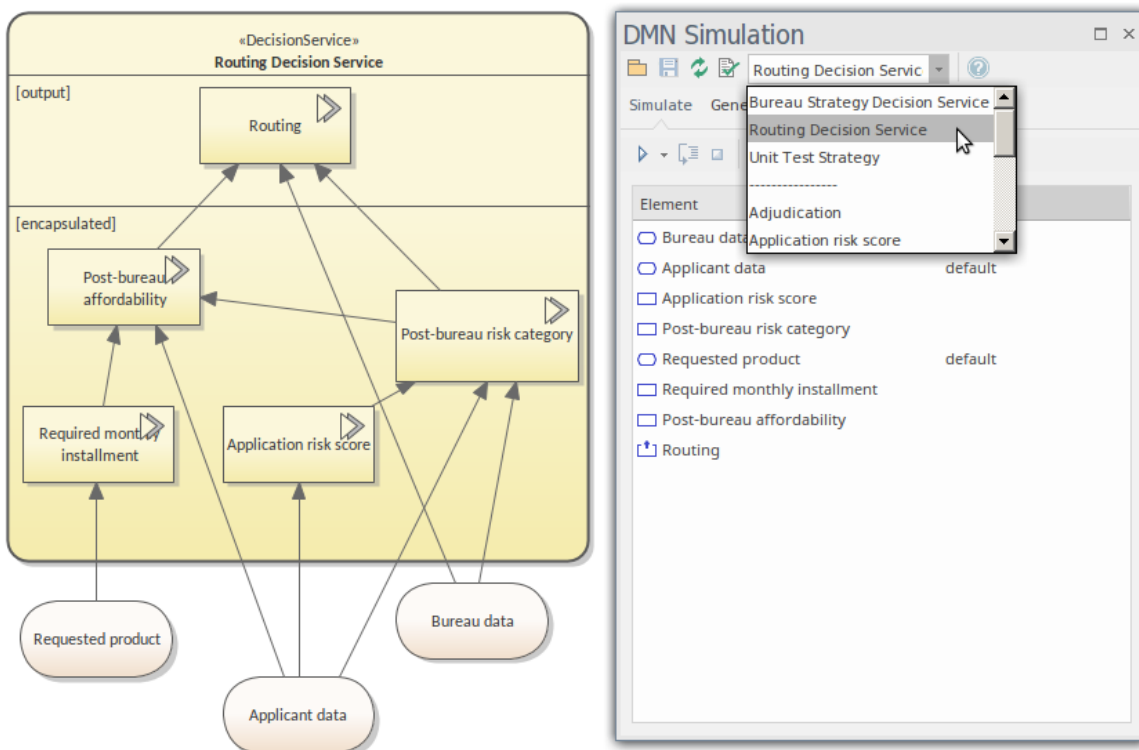 «DecisionService»
Routing Decision Service
[output]
Routing
[encapsulated]
Post-bureau
affordability
Post-bureau risk category
Required monthly
installment
Application risk score
Requested product
Bureau data
Applicant data
DMN Simulation
Routing Decision Servic
Simulate
Bureau Strategy Decision Service
Routing Decision Service
Unit Test Strategy
----------------
Adjudication
Application risk score
Element
Bureau data
Applicant data default
Application risk score
Post-bureau risk category
Requested product default
Required monthly installment
Post-bureau affordability
Routing